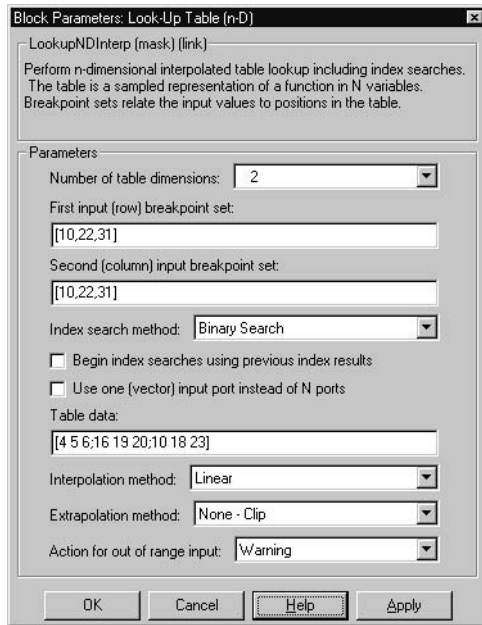 Block Parameters: Look-Up Table (n-D)
LookupNDInterp (mask) (link)
Perform n-dimensional interpolated table lookup including index searches.
The table is a sampled representation of a function in N variables.
Breakpoint sets relate the input values to positions in the table.
Parameters
Number of table dimensions: 2
First input (row) breakpoint set:
[10,22,31]
Second (column) input breakpoint set:
[10,22,31]
Index search method: Binary Search
Begin index searches using previous index results
Use one (vector) input port instead of N ports
Table data:
[4 5 6;16 19 20;10 18 23]
Interpolation method: Linear
Extrapolation method: None - Clip
Action for out of range input: Warning
OK Cancel Help Apply